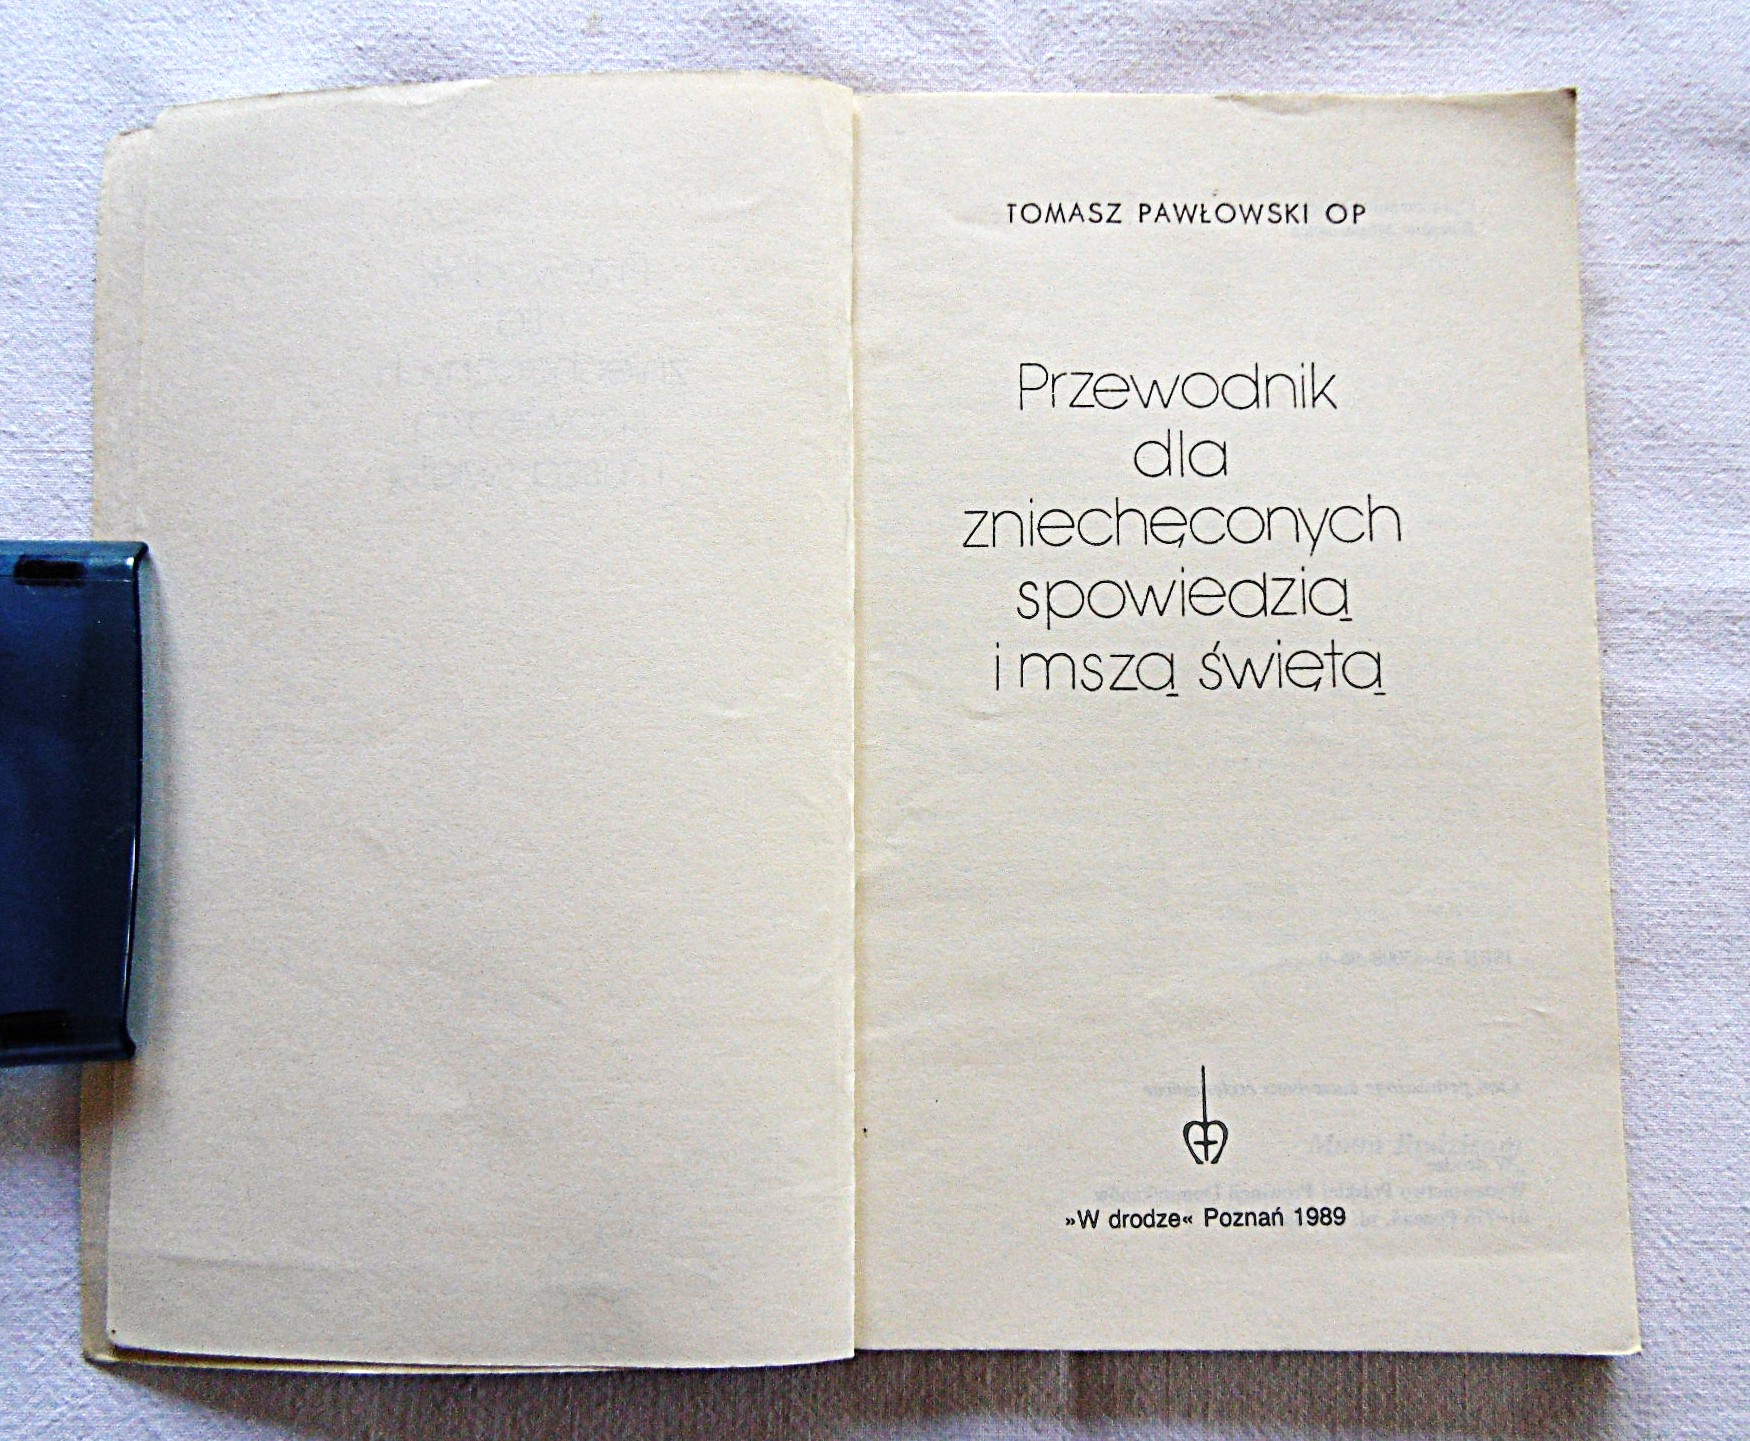 TOMASZ PAWŁOWSKI OP
Przewodnik
dla
zniechęconych
spowiedzią
i mszą świętą
»W drodze« Poznań 1989